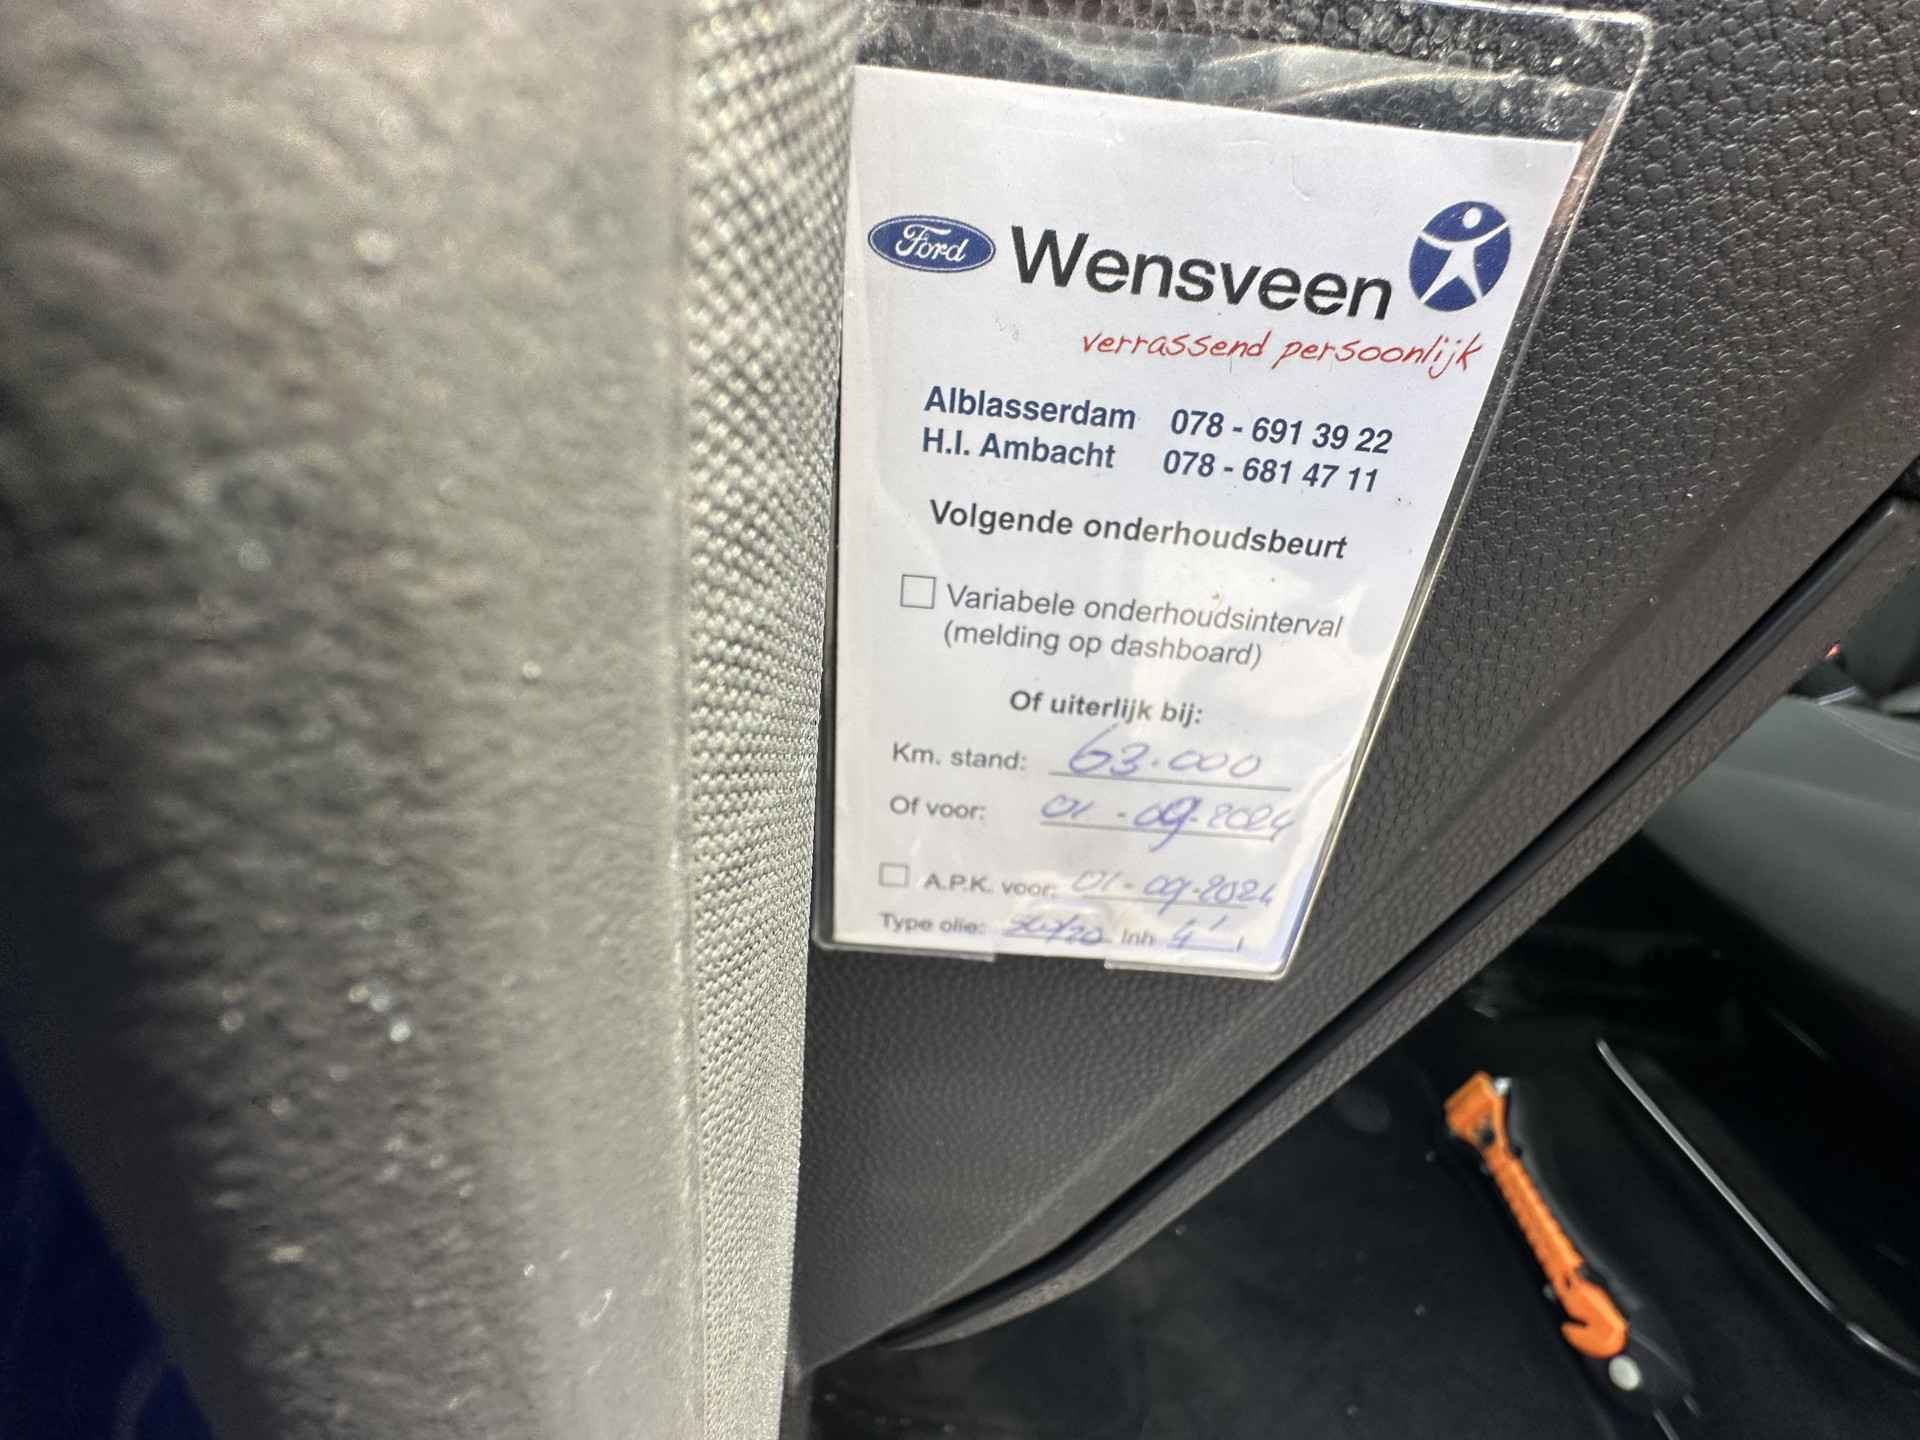 Ford Wensveen
verrassend persoonlijk
Alblasserdam 078 - 691 39 22
H.I. Ambacht 078 - 681 47 11
Volgende onderhoudsbeurt
Variabele onderhoudsinterval
(melding op dashboard)
Of uiterlijk bij:
Km. stand: 63.000
Of voor: 01-09-2024
A.P.K. voor: 01-09-2024
Type olie: Inh 4